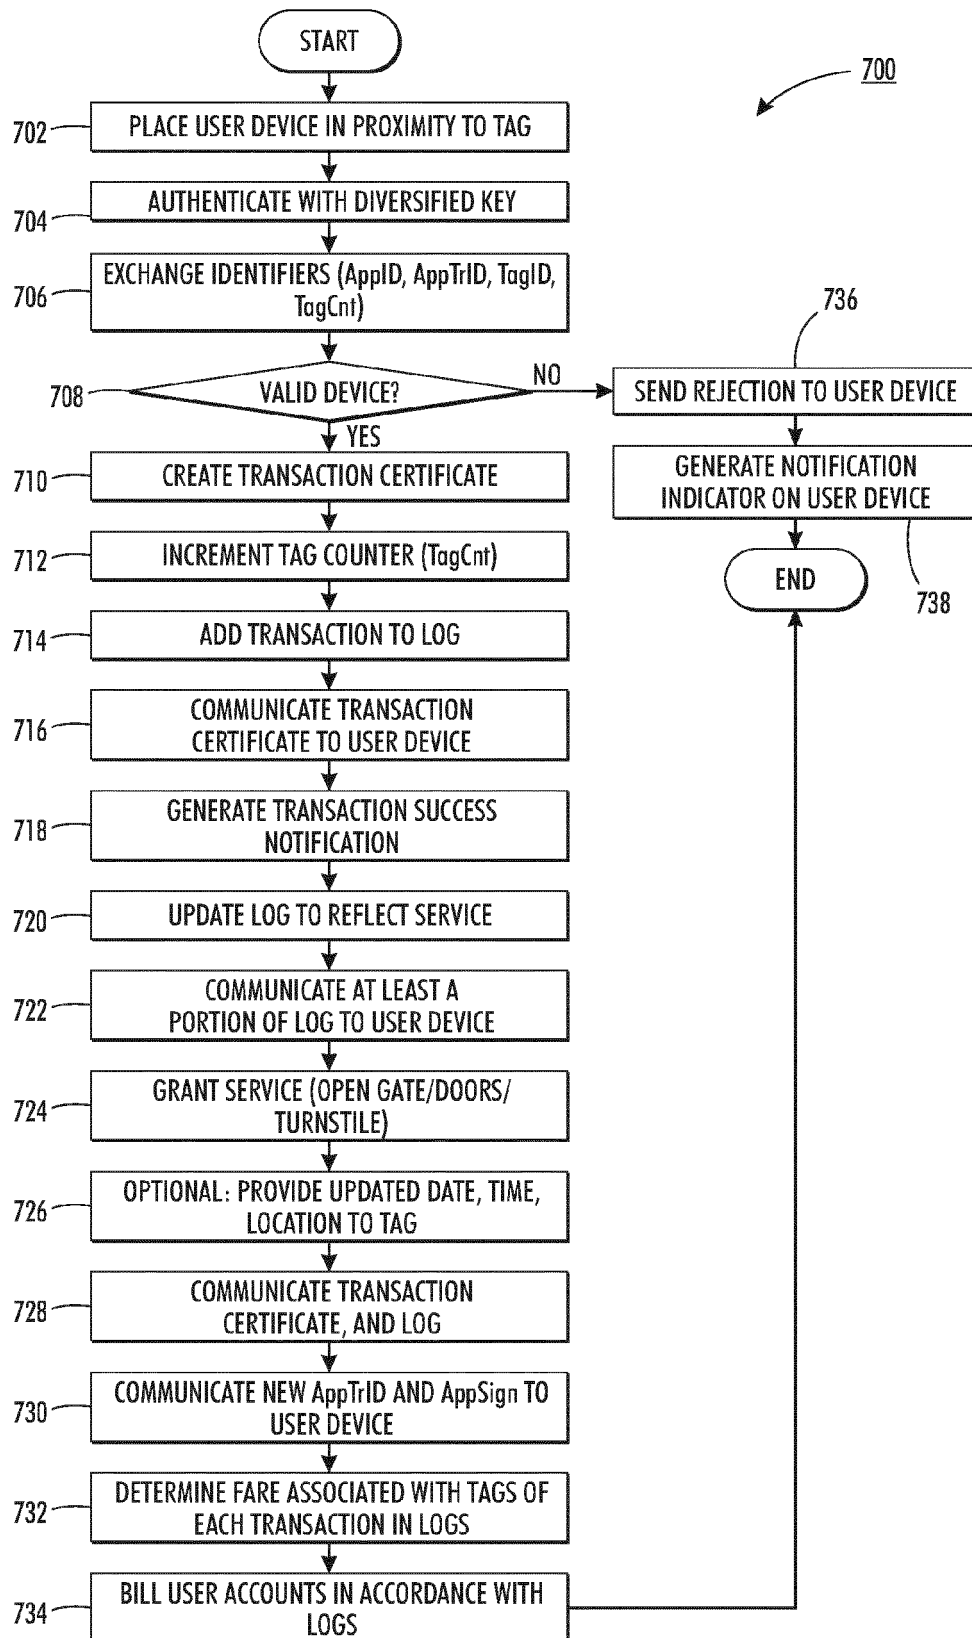 START
700
702
PLACE USER DEVICE IN PROXIMITY TO TAG
704
AUTHENTICATE WITH DIVERSIFIED KEY
706
EXCHANGE IDENTIFIERS (AppID, AppTrID, TagID,
TagCnt)
708
VALID DEVICE?
NO
YES
736
SEND REJECTION TO USER DEVICE
GENERATE NOTIFICATION
INDICATOR ON USER DEVICE
738
END
710
CREATE TRANSACTION CERTIFICATE
712
INCREMENT TAG COUNTER (TagCnt)
714
ADD TRANSACTION TO LOG
716
COMMUNICATE TRANSACTION
CERTIFICATE TO USER DEVICE
718
GENERATE TRANSACTION SUCCESS
NOTIFICATION
720
UPDATE LOG TO REFLECT SERVICE
722
COMMUNICATE AT LEAST A
PORTION OF LOG TO USER DEVICE
724
GRANT SERVICE (OPEN GATE/DOORS/
TURNSTILE)
726
OPTIONAL: PROVIDE UPDATED DATE, TIME,
LOCATION TO TAG
728
COMMUNICATE TRANSACTION
CERTIFICATE, AND LOG
730
COMMUNICATE NEW AppTrID AND AppSign TO
USER DEVICE
732
DETERMINE FARE ASSOCIATED WITH TAGS OF
EACH TRANSACTION IN LOGS
734
BILL USER ACCOUNTS IN ACCORDANCE WITH
LOGS